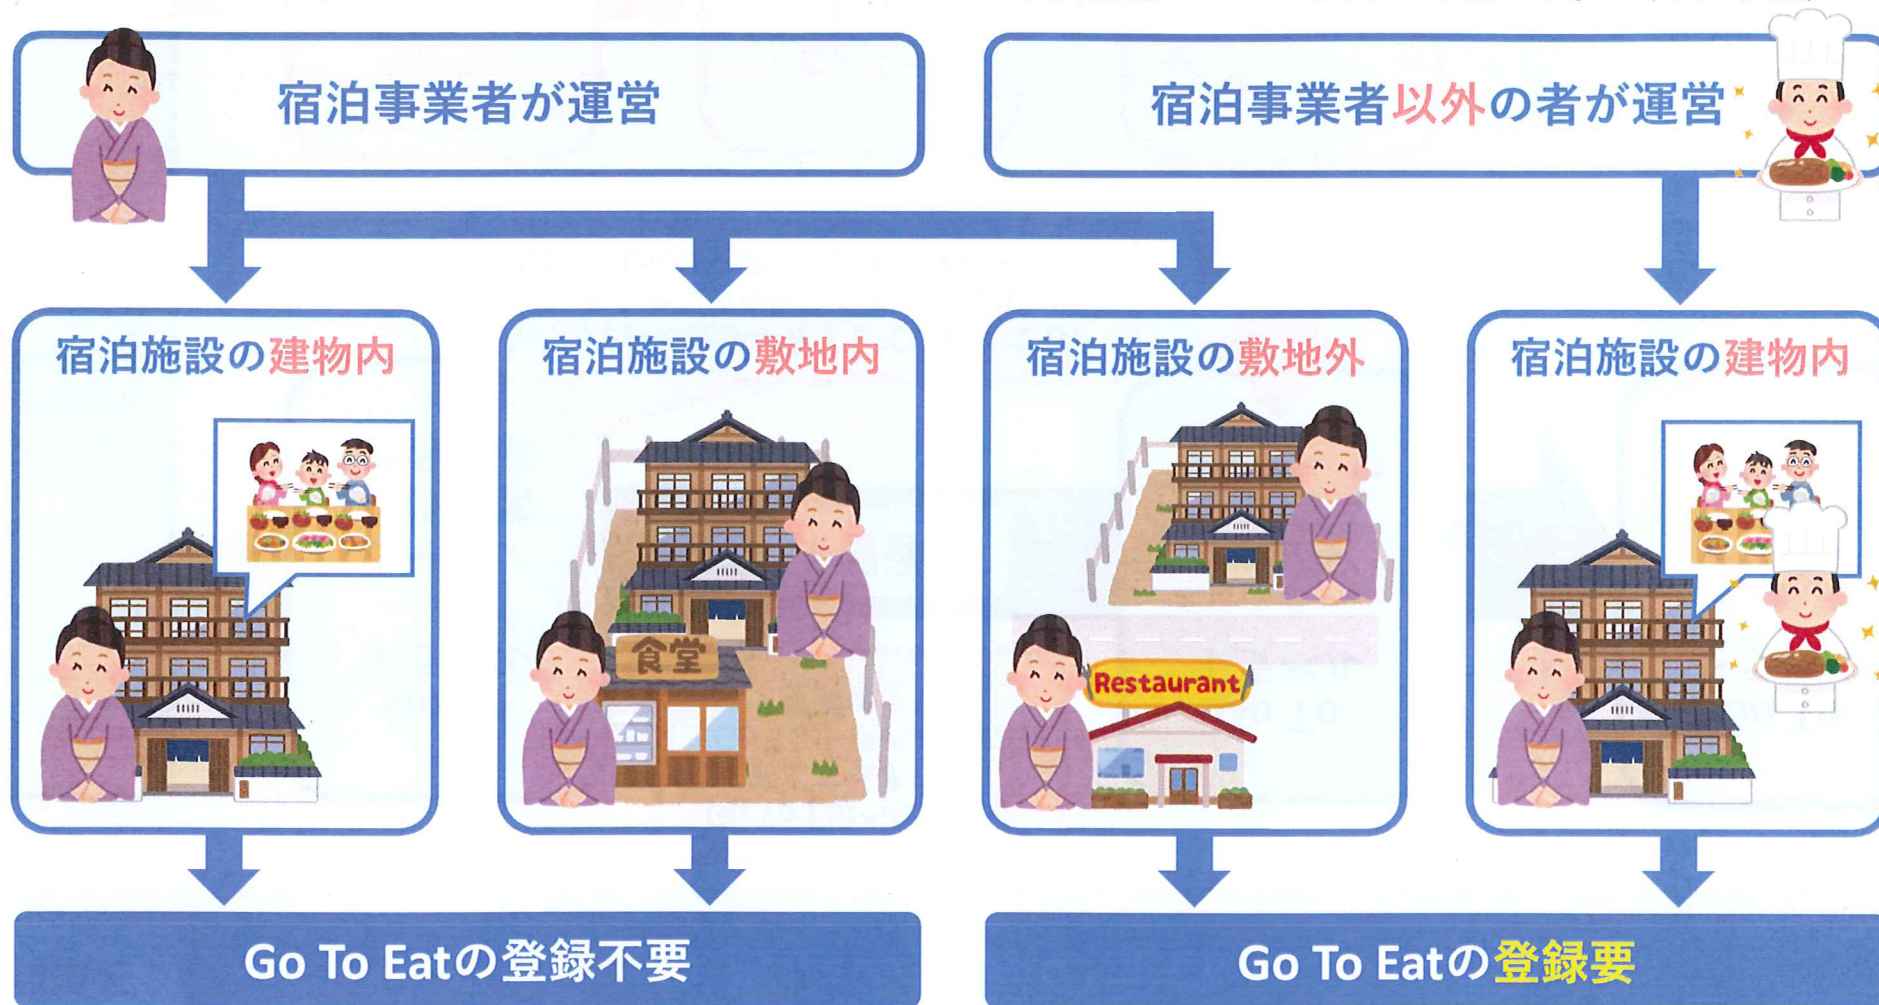 宿泊事業者が運営
宿泊事業者以外の者が運営
宿泊施設の建物内
宿泊施設の敷地内
宿泊施設の敷地外
宿泊施設の建物内
食堂
Restaurant
Go To Eatの登録不要
Go To Eatの登録要